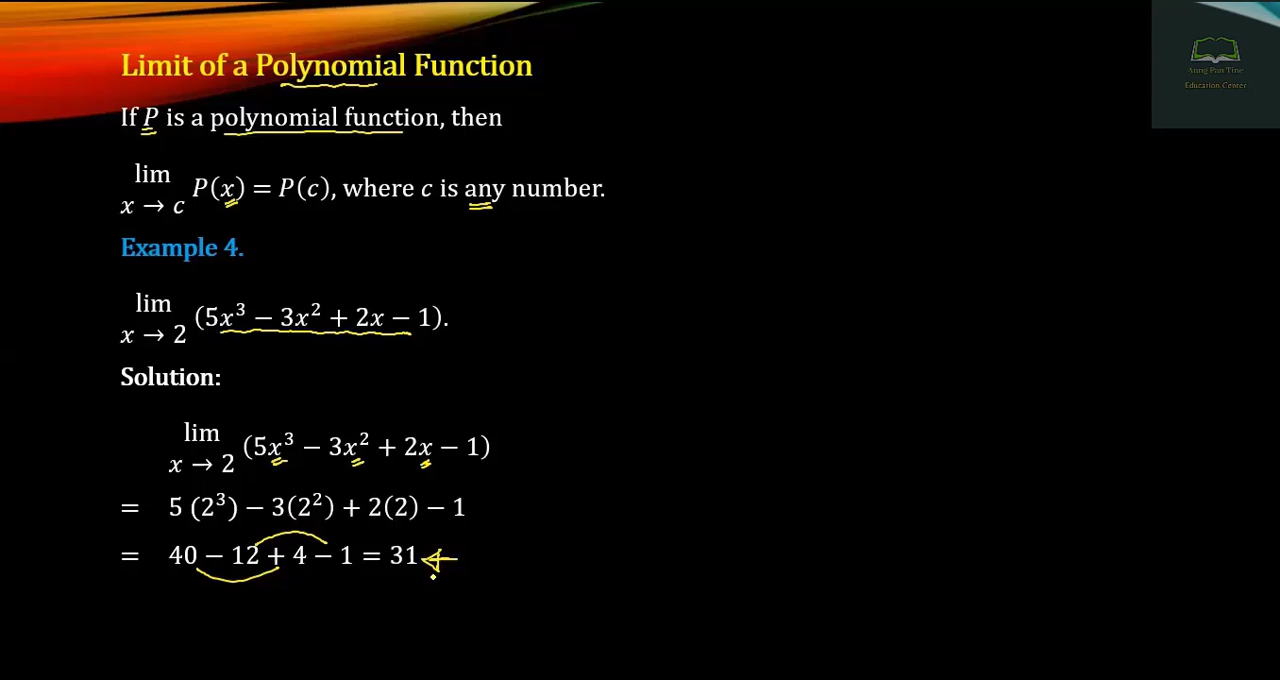 Limit of a Polynomial Function
If P is a polynomial function, then
lim x → c P(x) = P(c), where c is any number.
Example 4.
lim x → 2 (5x³ − 3x² + 2x − 1).
Solution:
lim x → 2 (5x³ − 3x² + 2x − 1)
= 5 (2³) − 3(2²) + 2(2) − 1
= 40 − 12 + 4 − 1 = 31
Aung Pan Tine
Education Center